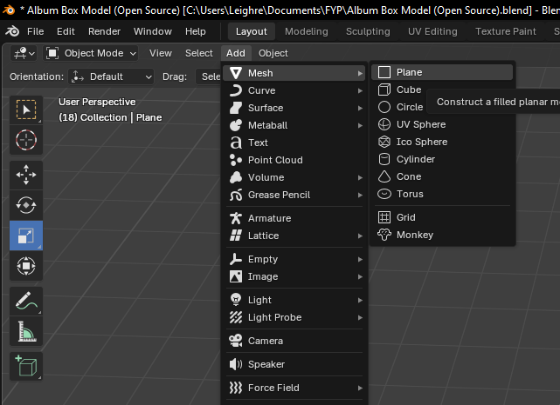 * Album Box Model (Open Source) [C:\Users\Leighre\Documents\FYP\Album Box Model (Open Source).blend] - Blen
File Edit Render Window Help Layout Modeling Sculpting UV Editing Texture Paint
Object Mode View Select Add Object
Orientation: Default Drag: Sele
User Perspective
(18) Collection | Plane
Mesh
Curve
Surface
Metaball
Text
Point Cloud
Volume
Grease Pencil
Armature
Lattice
Empty
Image
Light
Light Probe
Camera
Speaker
Force Field
Plane
Cube
Circle
UV Sphere
Ico Sphere
Cylinder
Cone
Torus
Grid
Monkey
Construct a filled planar m